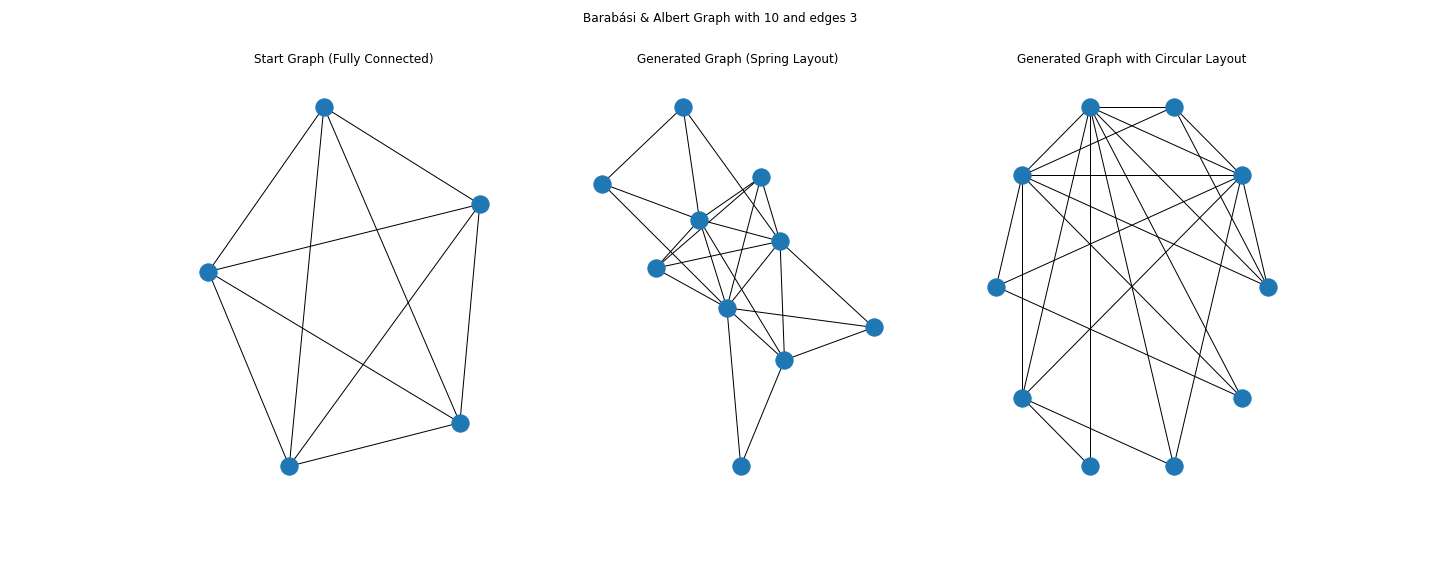 Barabási & Albert Graph with 10 and edges 3
Start Graph (Fully Connected)
Generated Graph (Spring Layout)
Generated Graph with Circular Layout